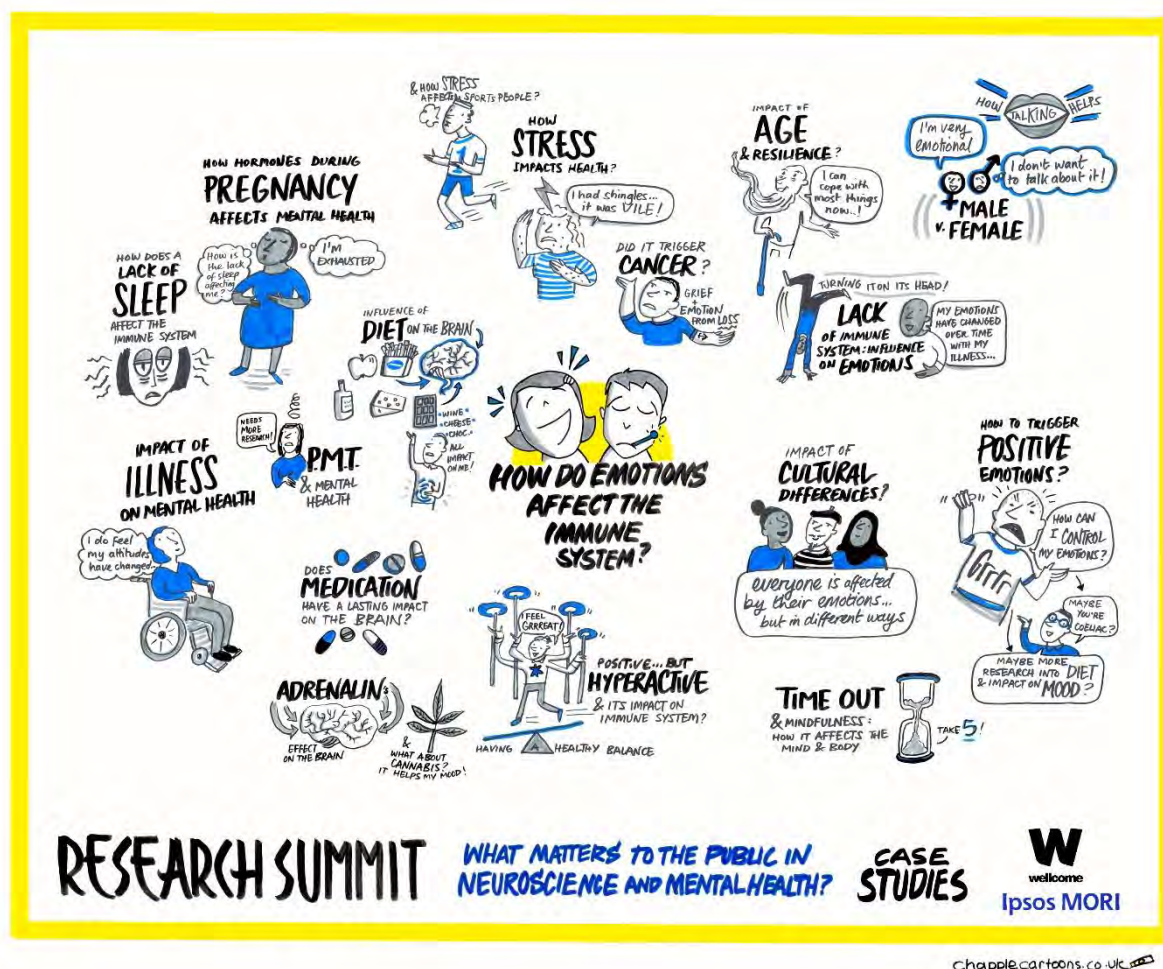 & HOW STRESS
AFFECTS SPORTS PEOPLE?
HOW
STRESS
IMPACTS HEALTH?
I had shingles...
it was VILE!
IMPACT OF
AGE
& RESILIENCE?
I can
cope with
most things
now..!
HOW TALKING HELPS
I'm very
emotional
I don't want
to talk about it!
MALE
v. FEMALE
HOW HORMONES DURING
PREGNANCY
AFFECTS MENTAL HEALTH
How is
the lack
of sleep
affecting
me?
I'M
EXHAUSTED
HOW DOES A
LACK OF
SLEEP
AFFECT THE
IMMUNE SYSTEM
DID IT TRIGGER
CANCER?
GRIEF
+
EMOTION
FROM LOSS
TURNING IT ON ITS HEAD!
LACK
OF IMMUNE
SYSTEM: INFLUENCE
ON EMOTIONS
MY EMOTIONS
HAVE CHANGED
OVER TIME
WITH MY
ILLNESS...
INFLUENCE OF
DIET ON THE BRAIN
• WINE •
• CHEESE •
• CHOC. •
ALL
IMPACT
ON ME!
NEEDS
MORE
RESEARCH!
P.M.T.
& MENTAL
HEALTH
IMPACT OF
ILLNESS
ON MENTAL HEALTH
I do feel
my attitudes
have changed...
HOW DO EMOTIONS
AFFECT THE
IMMUNE
SYSTEM?
IMPACT OF
CULTURAL
DIFFERENCES?
everyone is affected
by their emotions...
but in different ways
HOW TO TRIGGER
POSITIVE
EMOTIONS?
HOW CAN
I CONTROL
MY EMOTIONS?
Grrfr
MAYBE
YOU'RE
COELIAC?
MAYBE MORE
RESEARCH INTO DIET
& IMPACT ON MOOD?
DOES
MEDICATION
HAVE A LASTING IMPACT
ON THE BRAIN?
I FEEL
GRRREAT!
POSITIVE... BUT
HYPERACTIVE
& ITS IMPACT ON
IMMUNE SYSTEM?
HAVING A HEALTHY BALANCE
ADRENALIN
EFFECT
ON THE BRAIN
&
WHAT ABOUT
CANNABIS?
IT HELPS MY MOOD!
TIME OUT
& MINDFULNESS:
HOW IT AFFECTS THE
MIND & BODY
TAKE 5!
RESEARCH SUMMIT
WHAT MATTERS TO THE PUBLIC IN
NEUROSCIENCE AND MENTAL HEALTH?
CASE
STUDIES
W
wellcome
Ipsos MORI
chapplecartoons.co.uk